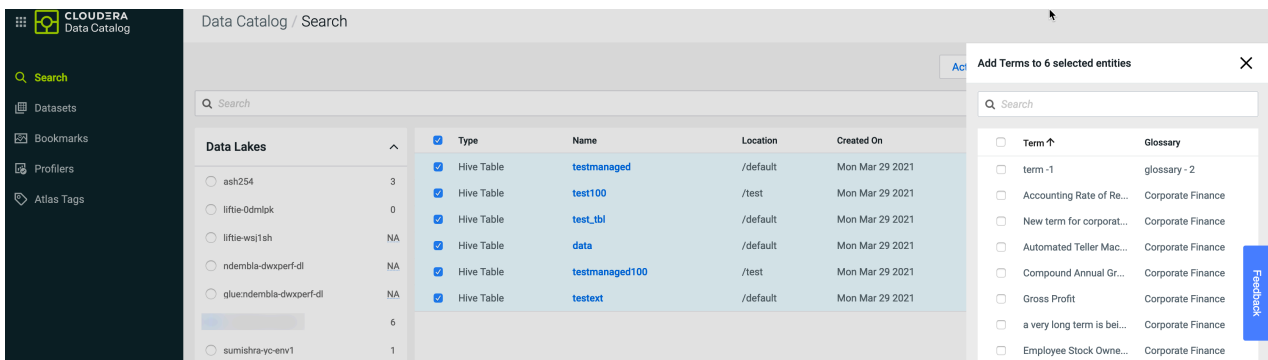 CLOUDERA
Data Catalog
Data Catalog / Search
Search
Datasets
Bookmarks
Profilers
Atlas Tags
Search
Data Lakes
ash254 3
liftie-0dmlpk 0
liftie-wsj1sh NA
ndembla-dwxperf-dl NA
glue:ndembla-dwxperf-dl NA
6
sumishra-yc-env1 1
Type Name Location Created On
Hive Table testmanaged /default Mon Mar 29 2021
Hive Table test100 /test Mon Mar 29 2021
Hive Table test_tbl /default Mon Mar 29 2021
Hive Table data /default Mon Mar 29 2021
Hive Table testmanaged100 /test Mon Mar 29 2021
Hive Table testext /default Mon Mar 29 2021
Add Terms to 6 selected entities
Search
Term Glossary
term -1 glossary - 2
Accounting Rate of Re... Corporate Finance
New term for corporat... Corporate Finance
Automated Teller Mac... Corporate Finance
Compound Annual Gr... Corporate Finance
Gross Profit Corporate Finance
a very long term is bei... Corporate Finance
Employee Stock Owne... Corporate Finance
Feedback